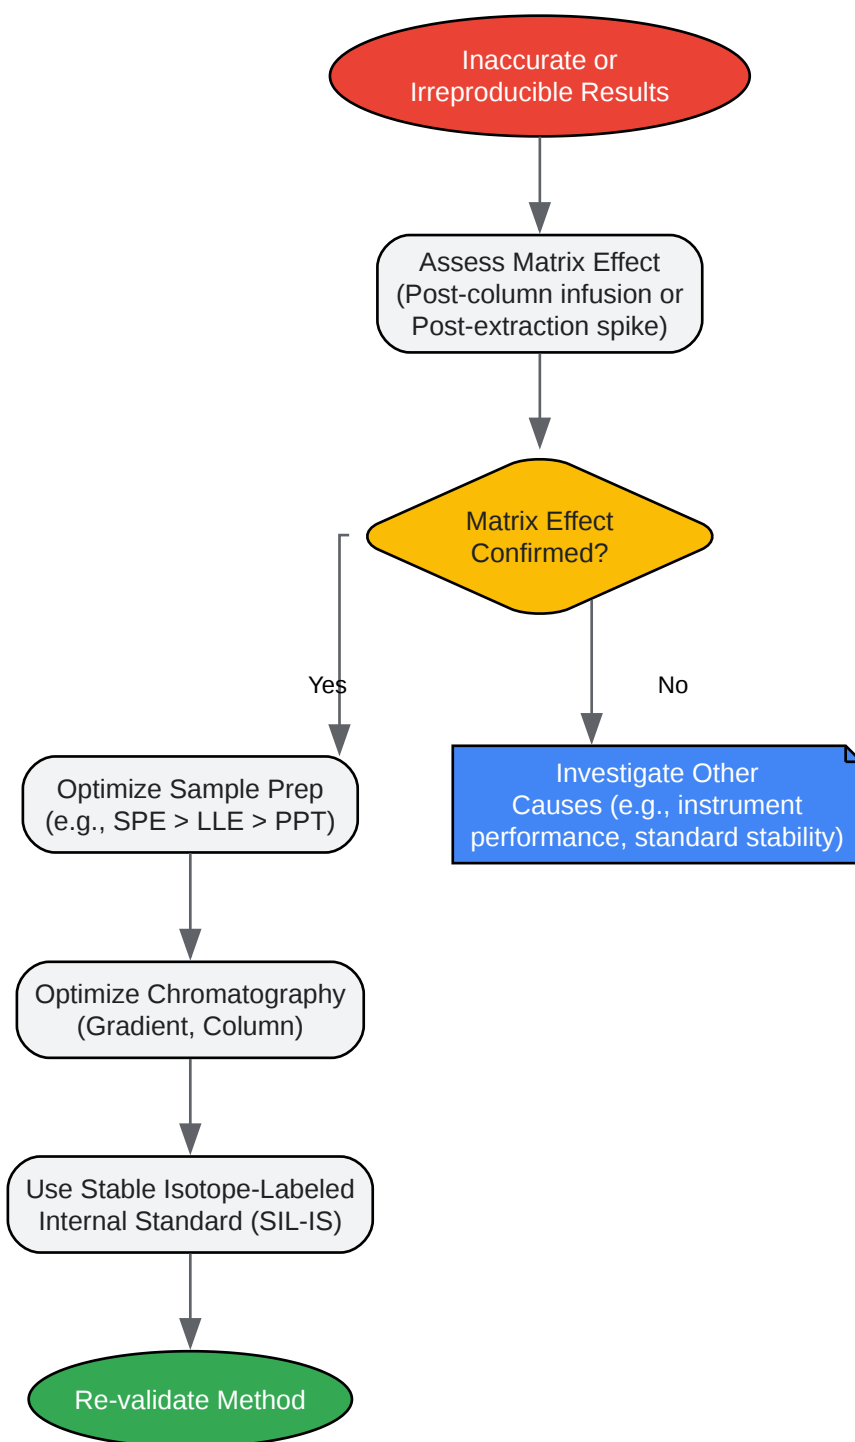 Inaccurate or
Irreproducible Results
Assess Matrix Effect
(Post-column infusion or
Post-extraction spike)
Matrix Effect
Confirmed?
Yes
No
Optimize Sample Prep
(e.g., SPE > LLE > PPT)
Investigate Other
Causes (e.g., instrument
performance, standard stability)
Optimize Chromatography
(Gradient, Column)
Use Stable Isotope-Labeled
Internal Standard (SIL-IS)
Re-validate Method